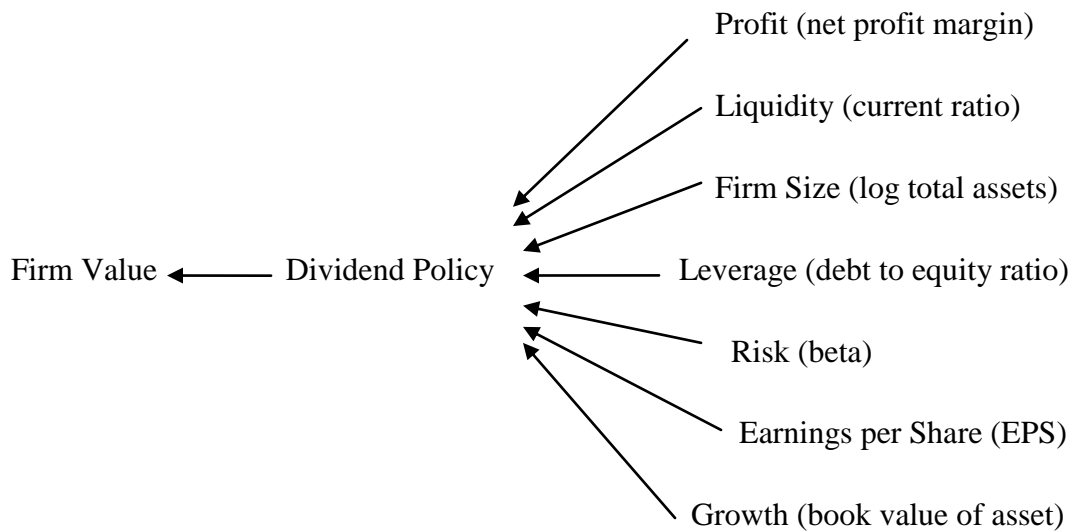 Profit (net profit margin)
Liquidity (current ratio)
Firm Size (log total assets)
Firm Value
Dividend Policy
Leverage (debt to equity ratio)
Risk (beta)
Earnings per Share (EPS)
Growth (book value of asset)